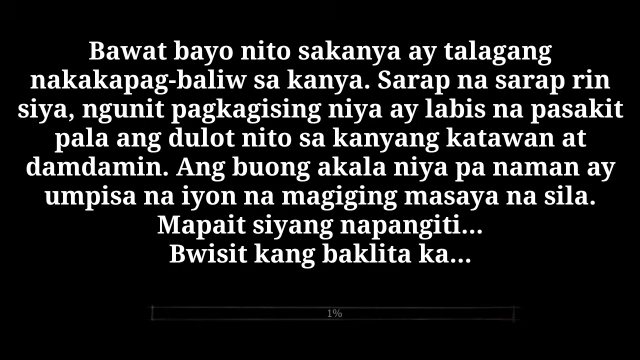 Bawat bayo nito sakanya ay talagang
nakakapag-baliw sa kanya. Sarap na sarap rin
siya, ngunit pagkagising niya ay labis na pasakit
pala ang dulot nito sa kanyang katawan at
damdamin. Ang buong akala niya pa naman ay
umpisa na iyon na magiging masaya na sila.
Mapait siyang napangiti...
Bwisit kang baklita ka...
1%